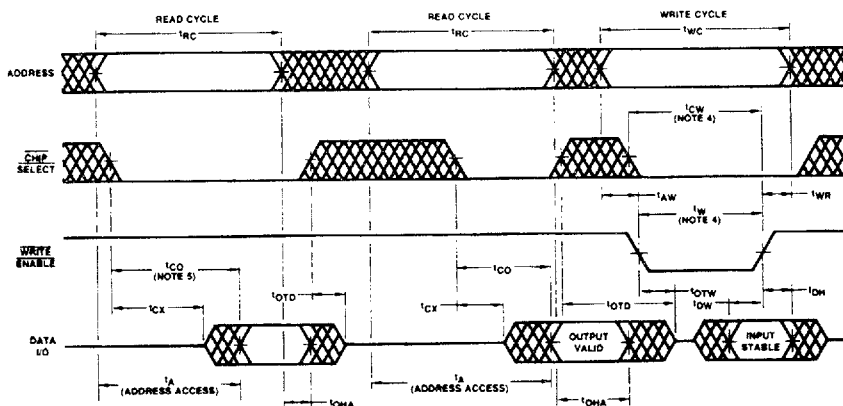 READ CYCLE
tRC
READ CYCLE
tRC
WRITE CYCLE
tWC
ADDRESS
tCW
(NOTE 4)
CHIP
SELECT
tAW
tWR
tW
(NOTE 4)
WRITE
ENABLE
tCO
(NOTE 5)
tCO
tCX
tOTD
tCX
tOTD
tOTW
tDW
tDH
DATA
I/O
OUTPUT
VALID
INPUT
STABLE
tA
(ADDRESS ACCESS)
tOHA
tA
(ADDRESS ACCESS)
tOHA